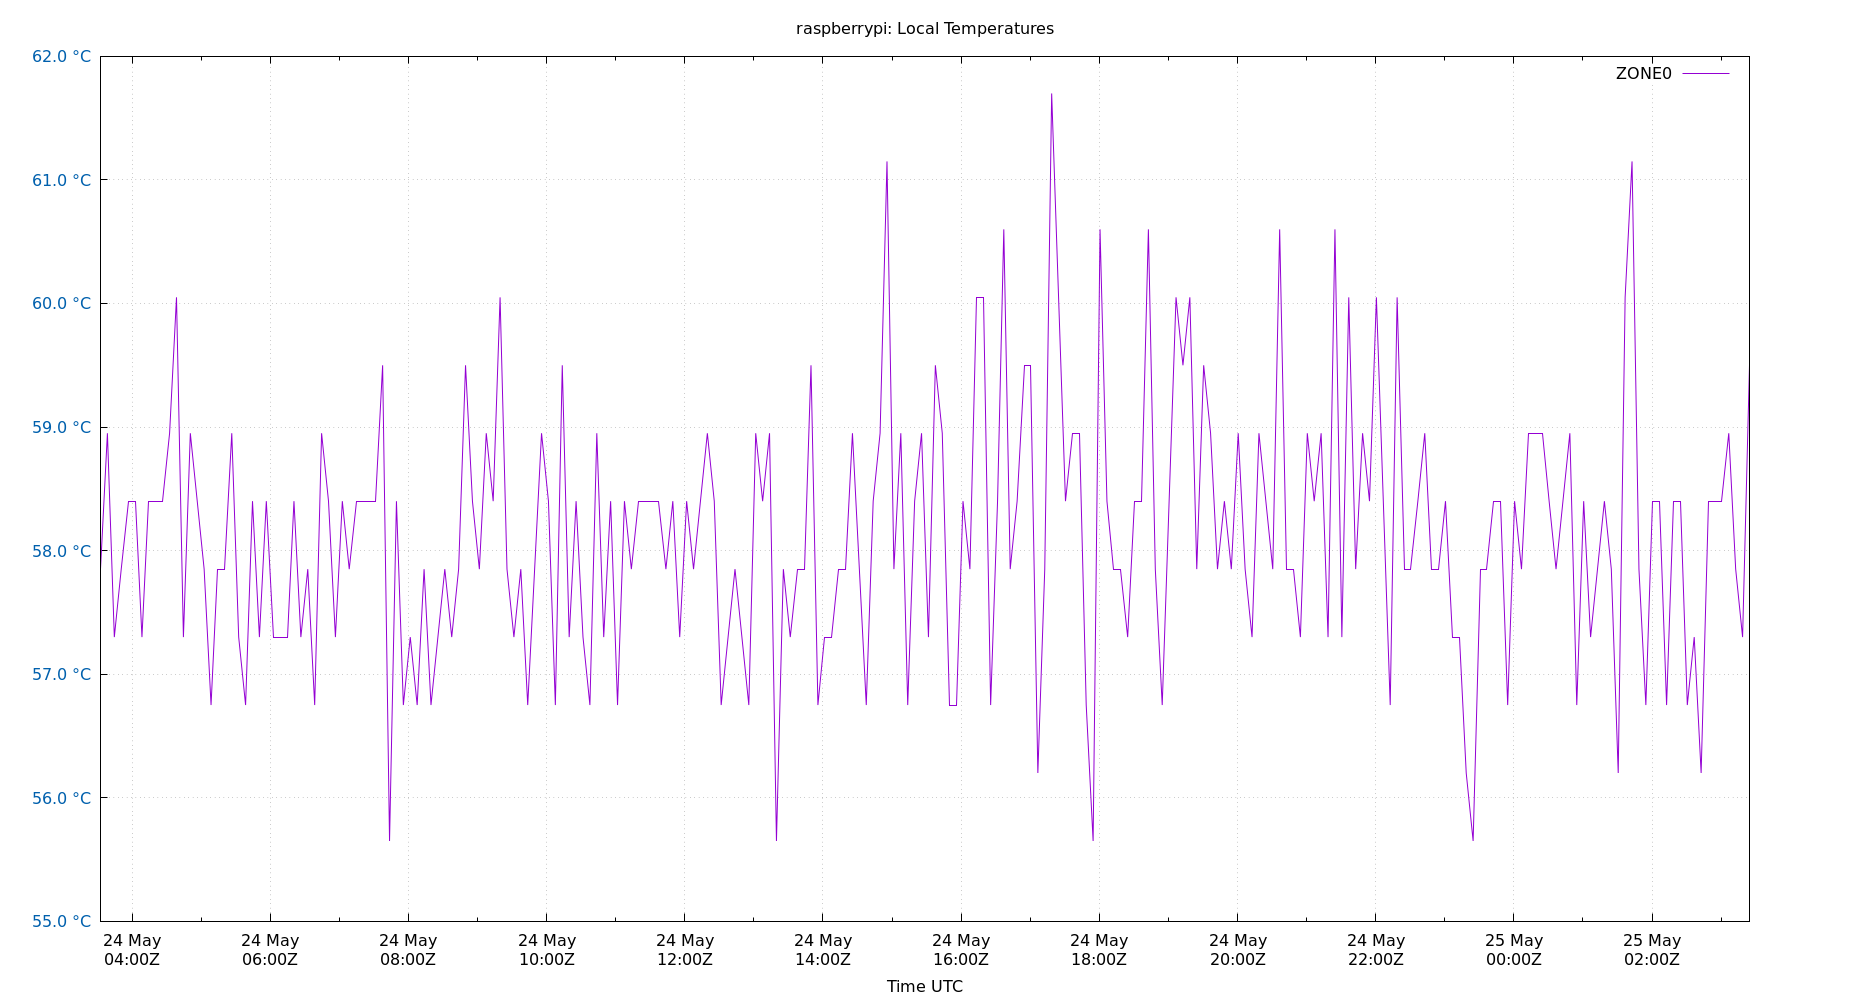 raspberrypi: Local Temperatures
62.0 °C
ZONE0
61.0 °C
60.0 °C
59.0 °C
58.0 °C
57.0 °C
56.0 °C
55.0 °C
24 May 24 May 24 May 24 May 24 May 24 May 24 May 24 May 24 May 24 May 25 May 25 May
04:00Z 06:00Z 08:00Z 10:00Z 12:00Z 14:00Z 16:00Z 18:00Z 20:00Z 22:00Z 00:00Z 02:00Z
Time UTC